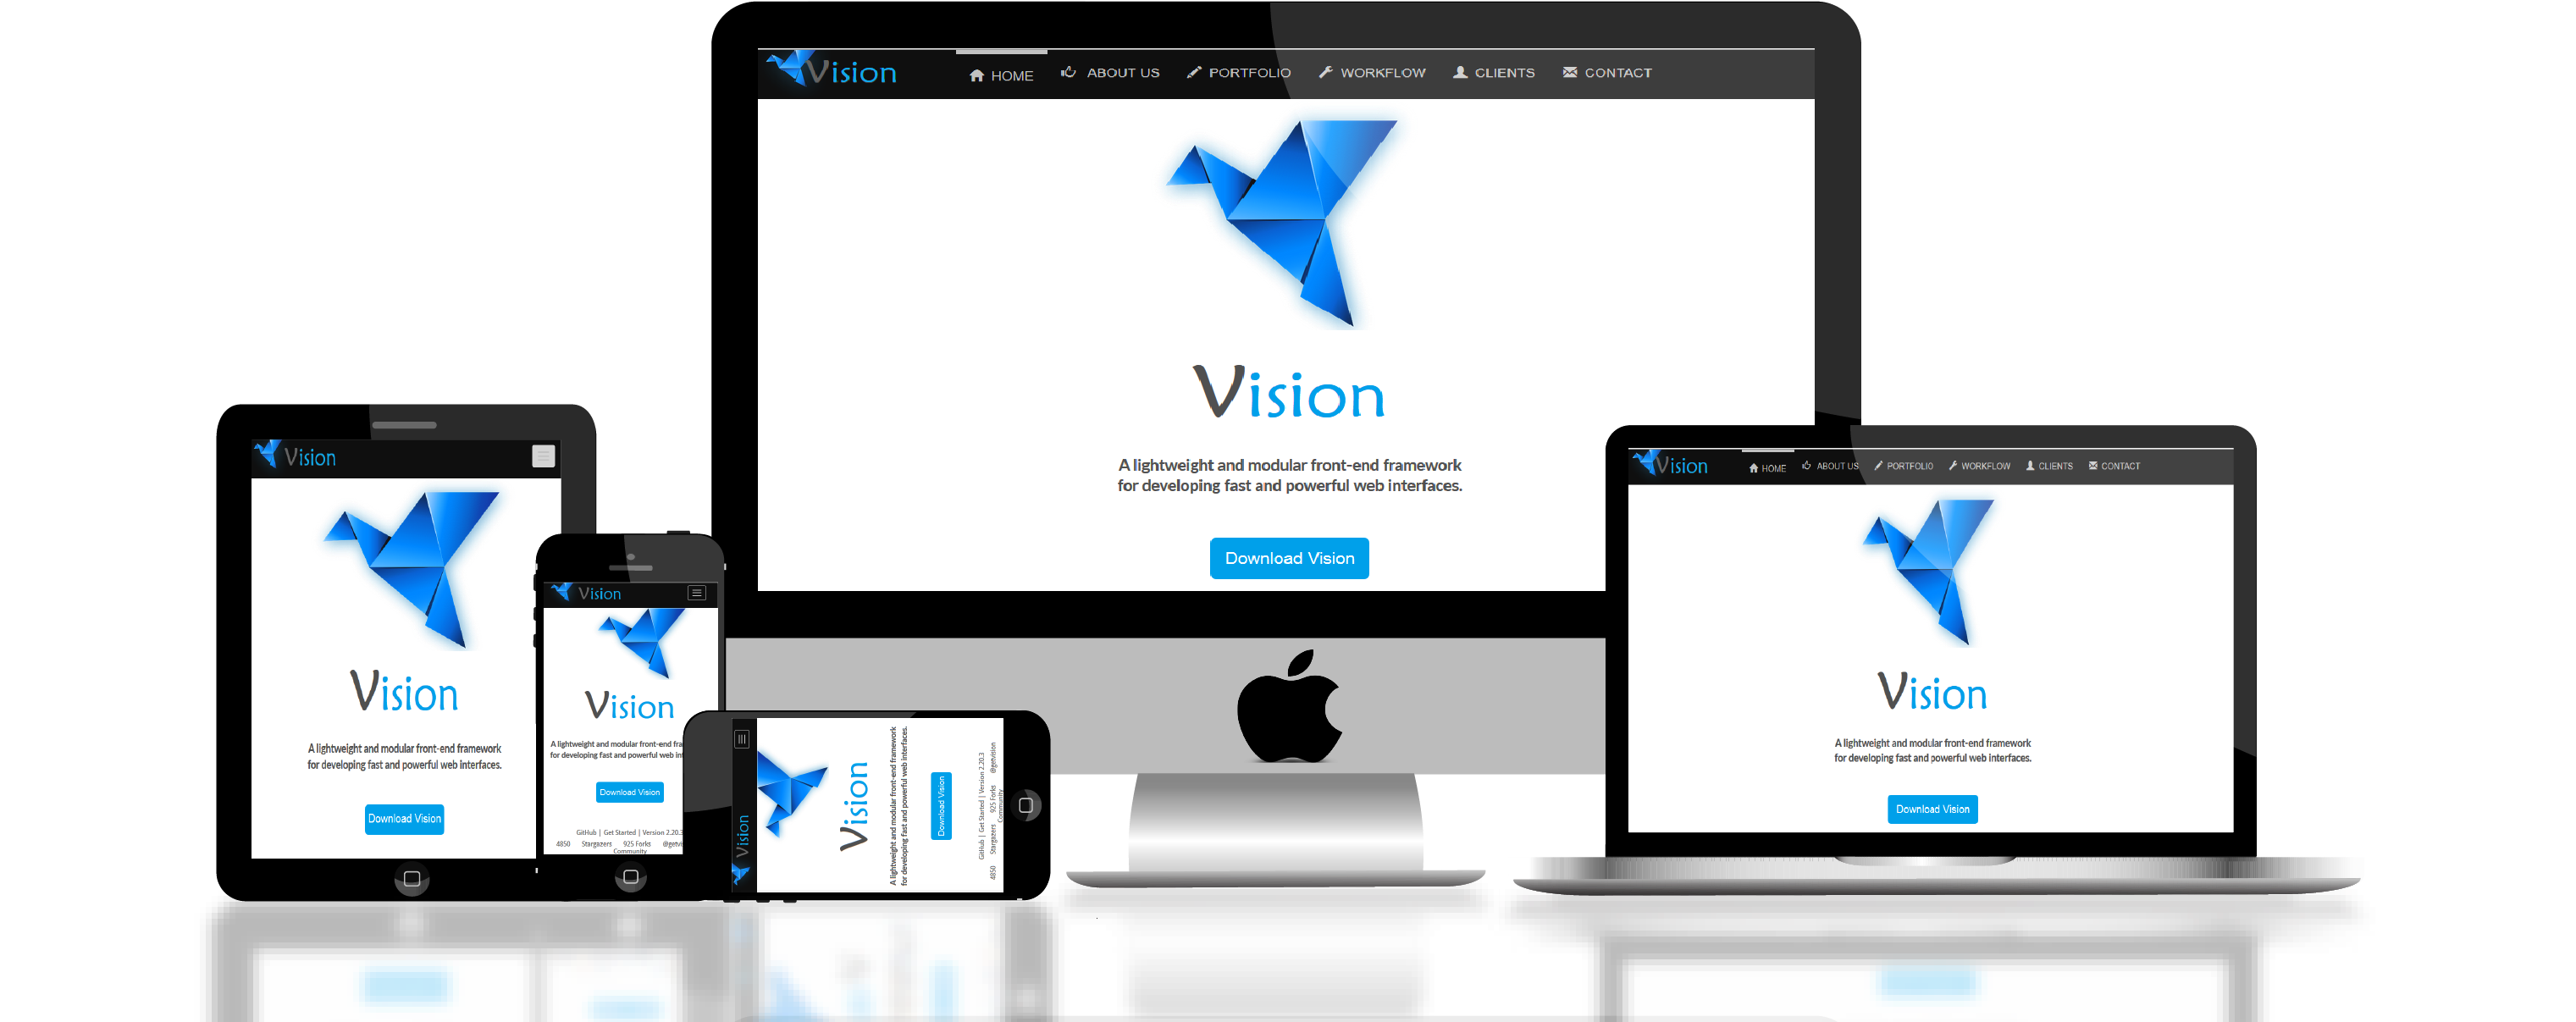 Vision
HOME ABOUT US PORTFOLIO WORKFLOW CLIENTS CONTACT
Vision
A lightweight and modular front-end framework
for developing fast and powerful web interfaces.
Download Vision
Vision
Vision
A lightweight and modular front-end framework
for developing fast and powerful web interfaces.
Download Vision
Vision
Vision
A lightweight and modular front-end fra
for developing fast and powerful web in
Download Vision
GitHub | Get Started | Version 2.20.3
4850 Stargazers 925 Forks @getvi
Community
Vision
Vision
A lightweight and modular front-end framework
for developing fast and powerful web interfaces.
Download Vision
GitHub | Get Started | Version 2.20.3
4850 Stargazers 925 Forks @getvision
Community
Vision
HOME ABOUT US PORTFOLIO WORKFLOW CLIENTS CONTACT
Vision
A lightweight and modular front-end framework
for developing fast and powerful web interfaces.
Download Vision